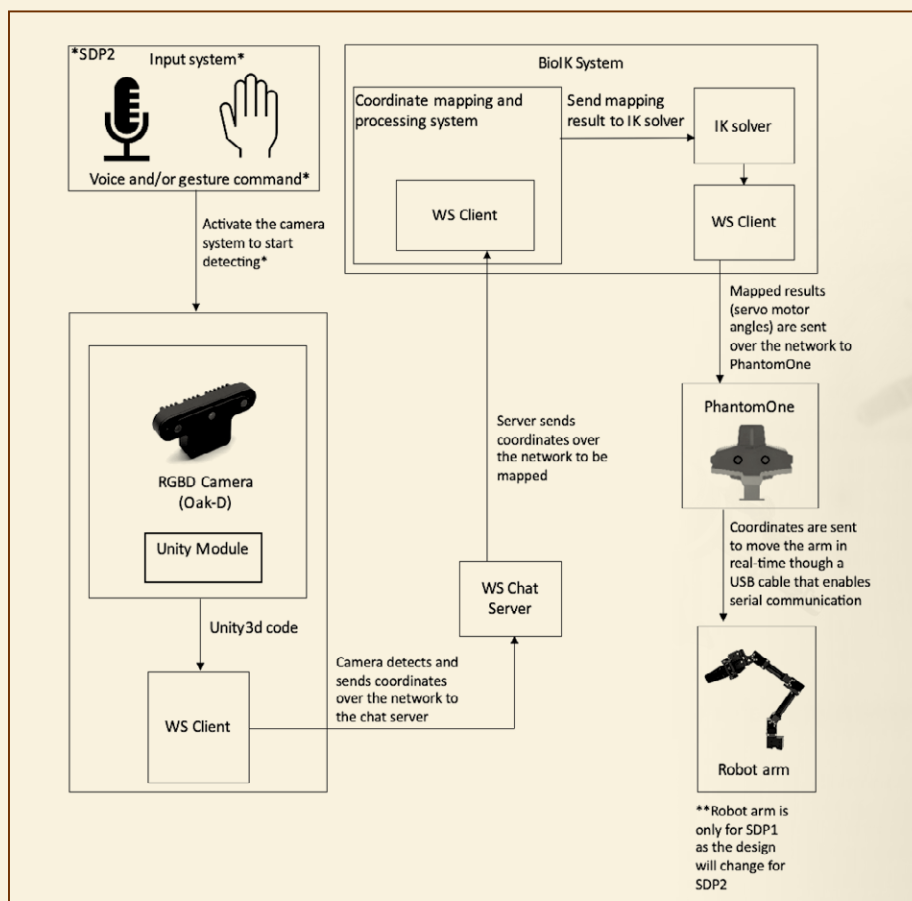 *SDP2
Input system*
Voice and/or gesture command*
Activate the camera
system to start
detecting*
RGBD Camera
(Oak-D)
Unity Module
Unity3d code
WS Client
Camera detects and
sends coordinates
over the network to
the chat server
WS Chat
Server
Server sends
coordinates over
the network to be
mapped
BioIK System
Coordinate mapping and
processing system
WS Client
Send mapping
result to IK solver
IK solver
WS Client
Mapped results
(servo motor
angles) are sent
over the network to
PhantomOne
PhantomOne
Coordinates are sent
to move the arm in
real-time though a
USB cable that enables
serial communication
Robot arm
**Robot arm is
only for SDP1
as the design
will change for
SDP2